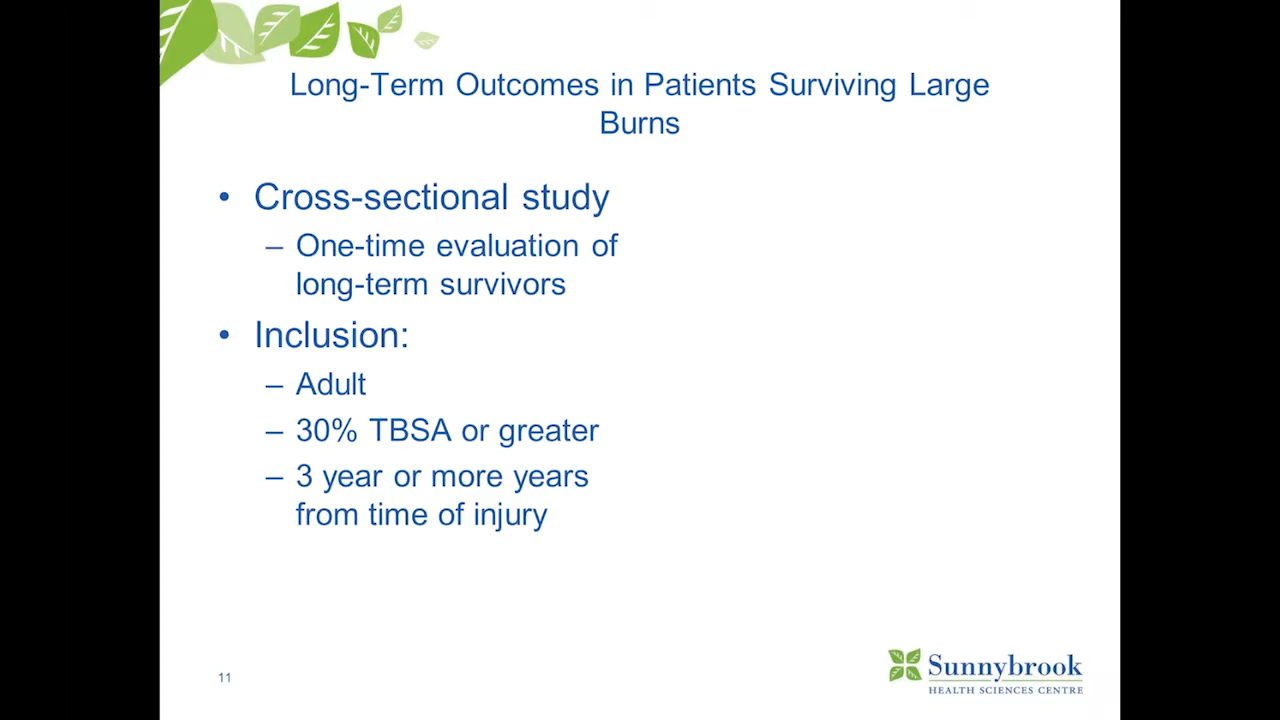 Long-Term Outcomes in Patients Surviving Large
Burns
• Cross-sectional study
– One-time evaluation of
long-term survivors
• Inclusion:
– Adult
– 30% TBSA or greater
– 3 year or more years
from time of injury
11
Sunnybrook
HEALTH SCIENCES CENTRE